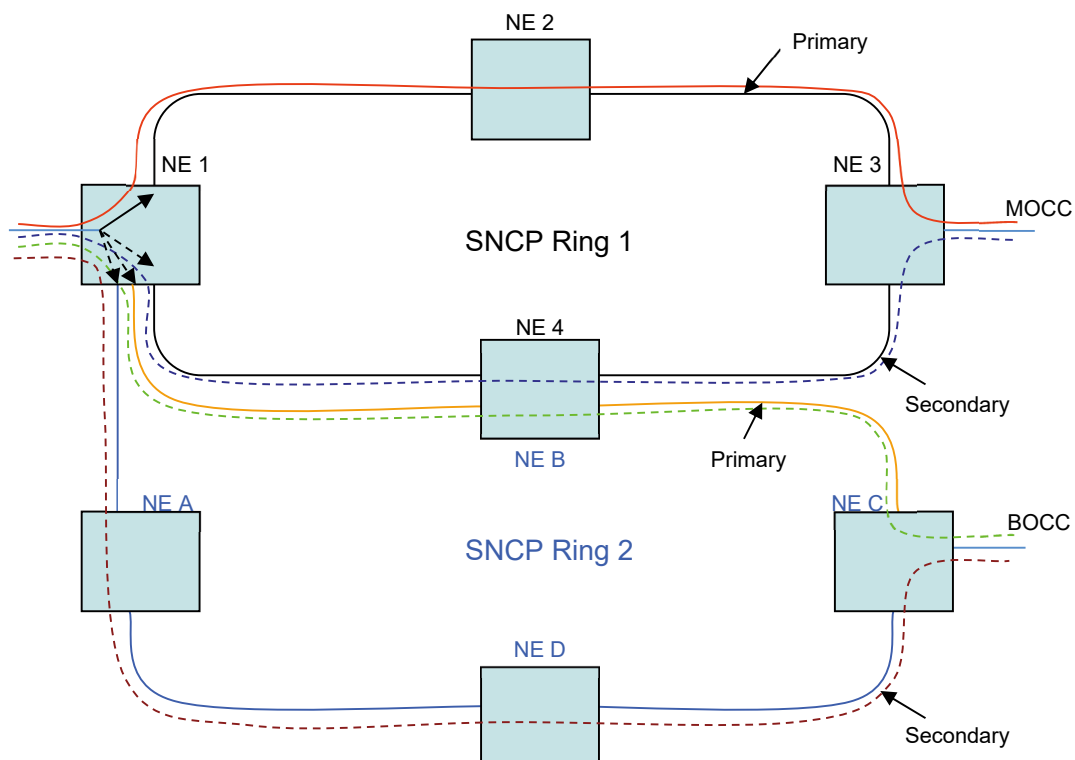 NE 2
Primary
NE 1
NE 3
MOCC
SNCP Ring 1
NE 4
Secondary
NE B
Primary
NE A
NE C
BOCC
SNCP Ring 2
NE D
Secondary